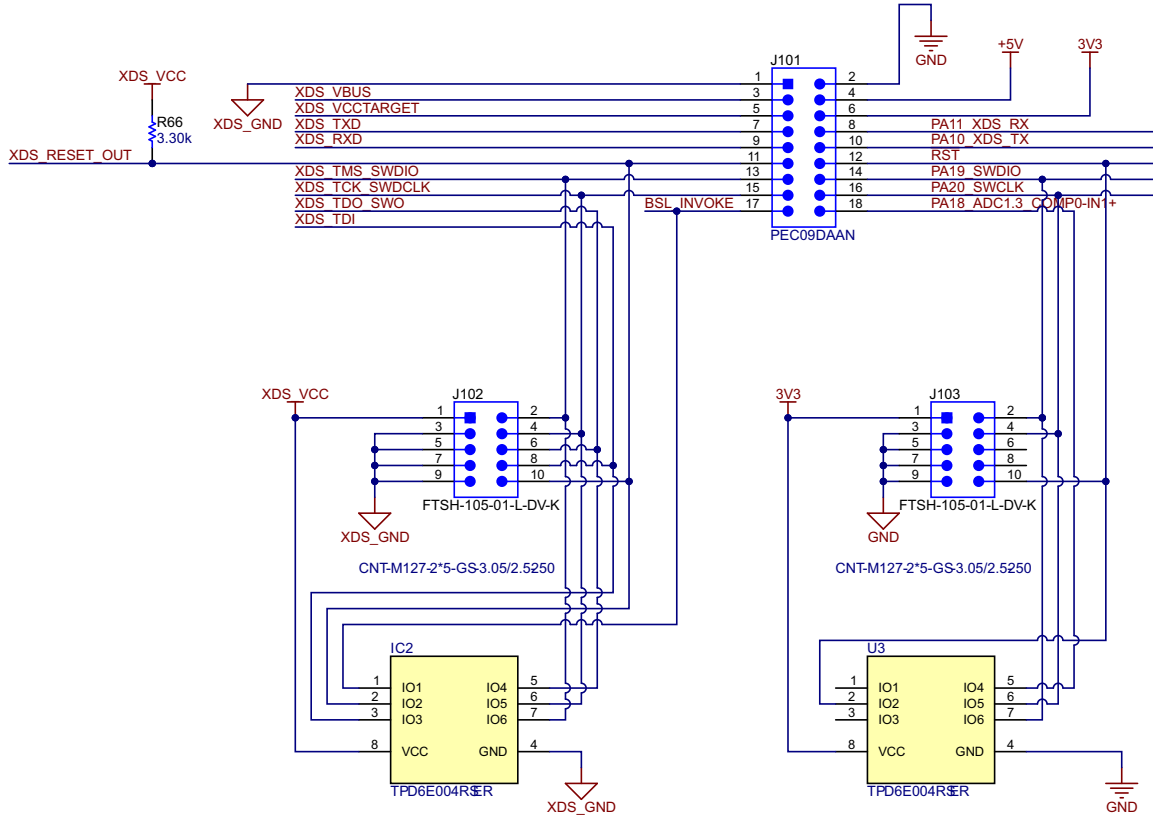 GND
+5V
3V3
J101
XDS_VCC
1
2
XDS_GND
XDS_VBUS
3
4
XDS_VCCTARGET
5
6
R66
3.30k
XDS_TXD
7
8
PA11_XDS_RX
XDS_RXD
9
10
PA10_XDS_TX
XDS_RESET_OUT
11
12
RST
XDS_TMS_SWDIO
13
14
PA19_SWDIO
XDS_TCK_SWDCLK
15
16
PA20_SWCLK
XDS_TDO_SWO
BSL_INVOKE
17
18
PA18_ADC1.3_COMP0-IN1+
XDS_TDI
PEC09DAAN
XDS_VCC
J102
1
2
3
4
5
6
7
8
9
10
FTSH-105-01-L-DV-K
XDS_GND
CNT-M127-2*5-GS-3.05/2.5-250
3V3
J103
1
2
3
4
5
6
7
8
9
10
FTSH-105-01-L-DV-K
GND
CNT-M127-2*5-GS-3.05/2.5-250
IC2
1
IO1
IO4
5
2
IO2
IO5
6
3
IO3
IO6
7
8
VCC
GND
4
TPD6E004RSER
XDS_GND
U3
1
IO1
IO4
5
2
IO2
IO5
6
3
IO3
IO6
7
8
VCC
GND
4
TPD6E004RSER
GND